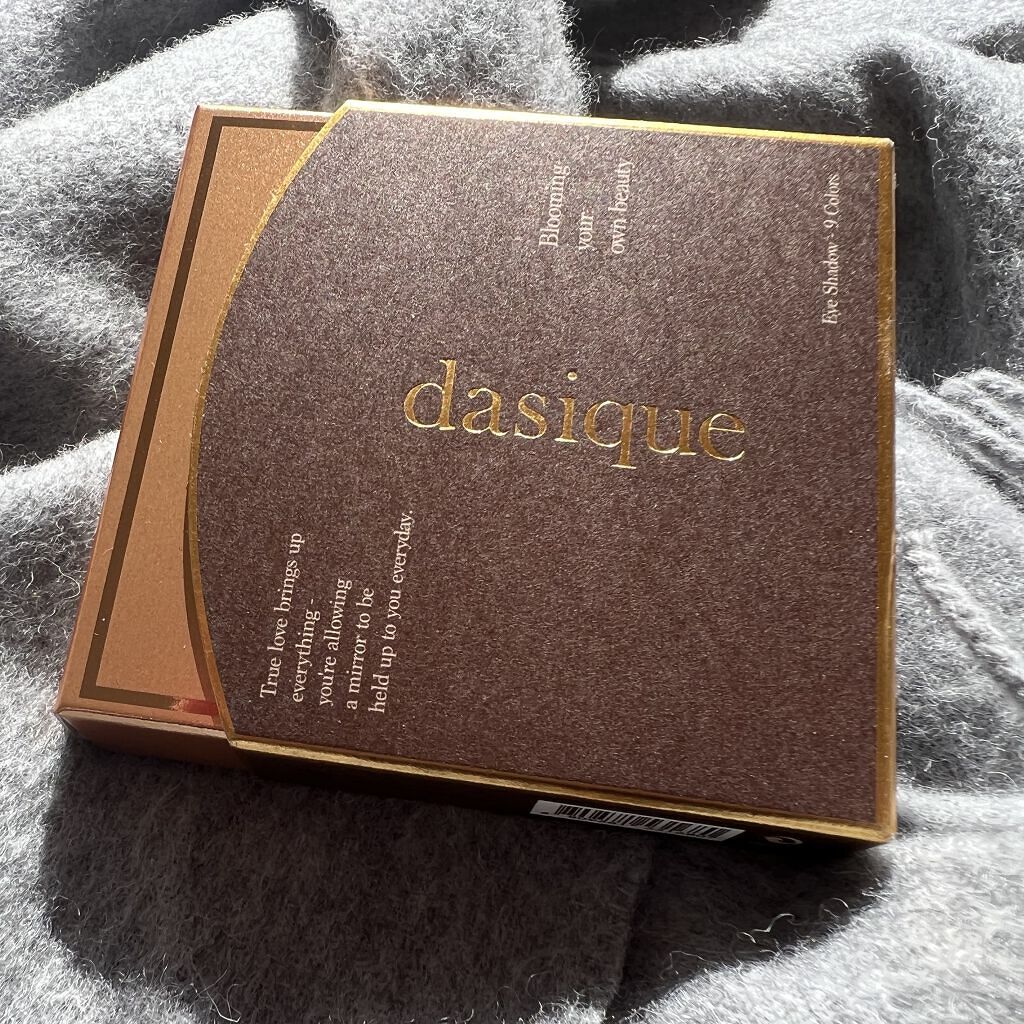 dasique
Blooming
your
own beauty
Eye Shadow · 9 Colors
True love brings up
everything -
you're allowing
a mirror to be
held up to you everyday.